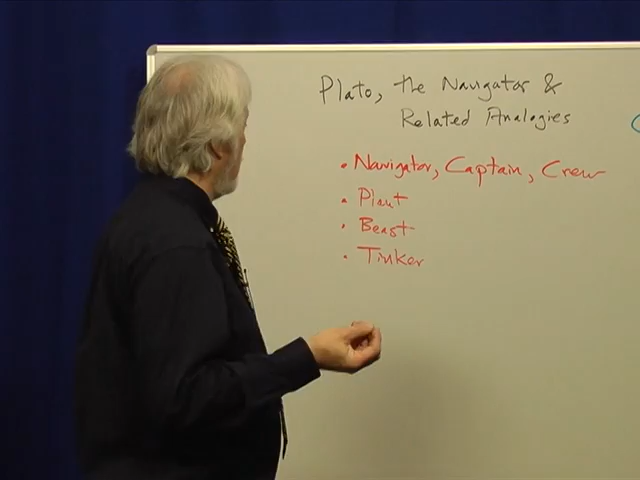 Plato, the Navigator &
Related Analogies
• Navigator, Captain, Crew
• Plant
• Beast
• Tinker